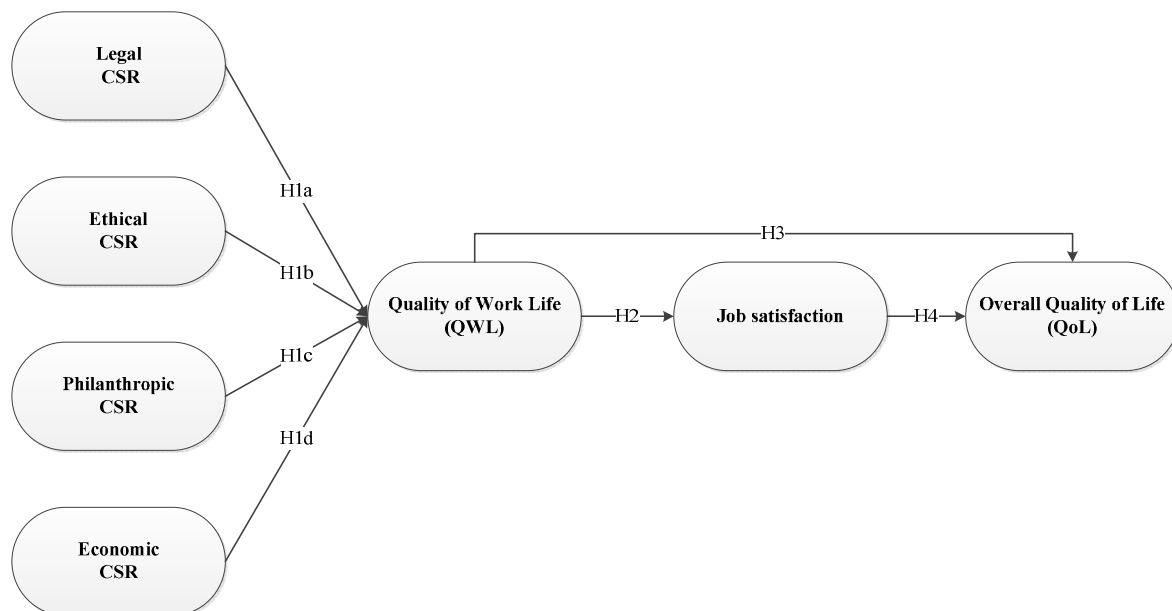 Legal
CSR
H1a
Ethical
CSR
H1b
H3
Quality of Work Life
(QWL)
H2
Job satisfaction
H4
Overall Quality of Life
(QoL)
H1c
Philanthropic
CSR
H1d
Economic
CSR